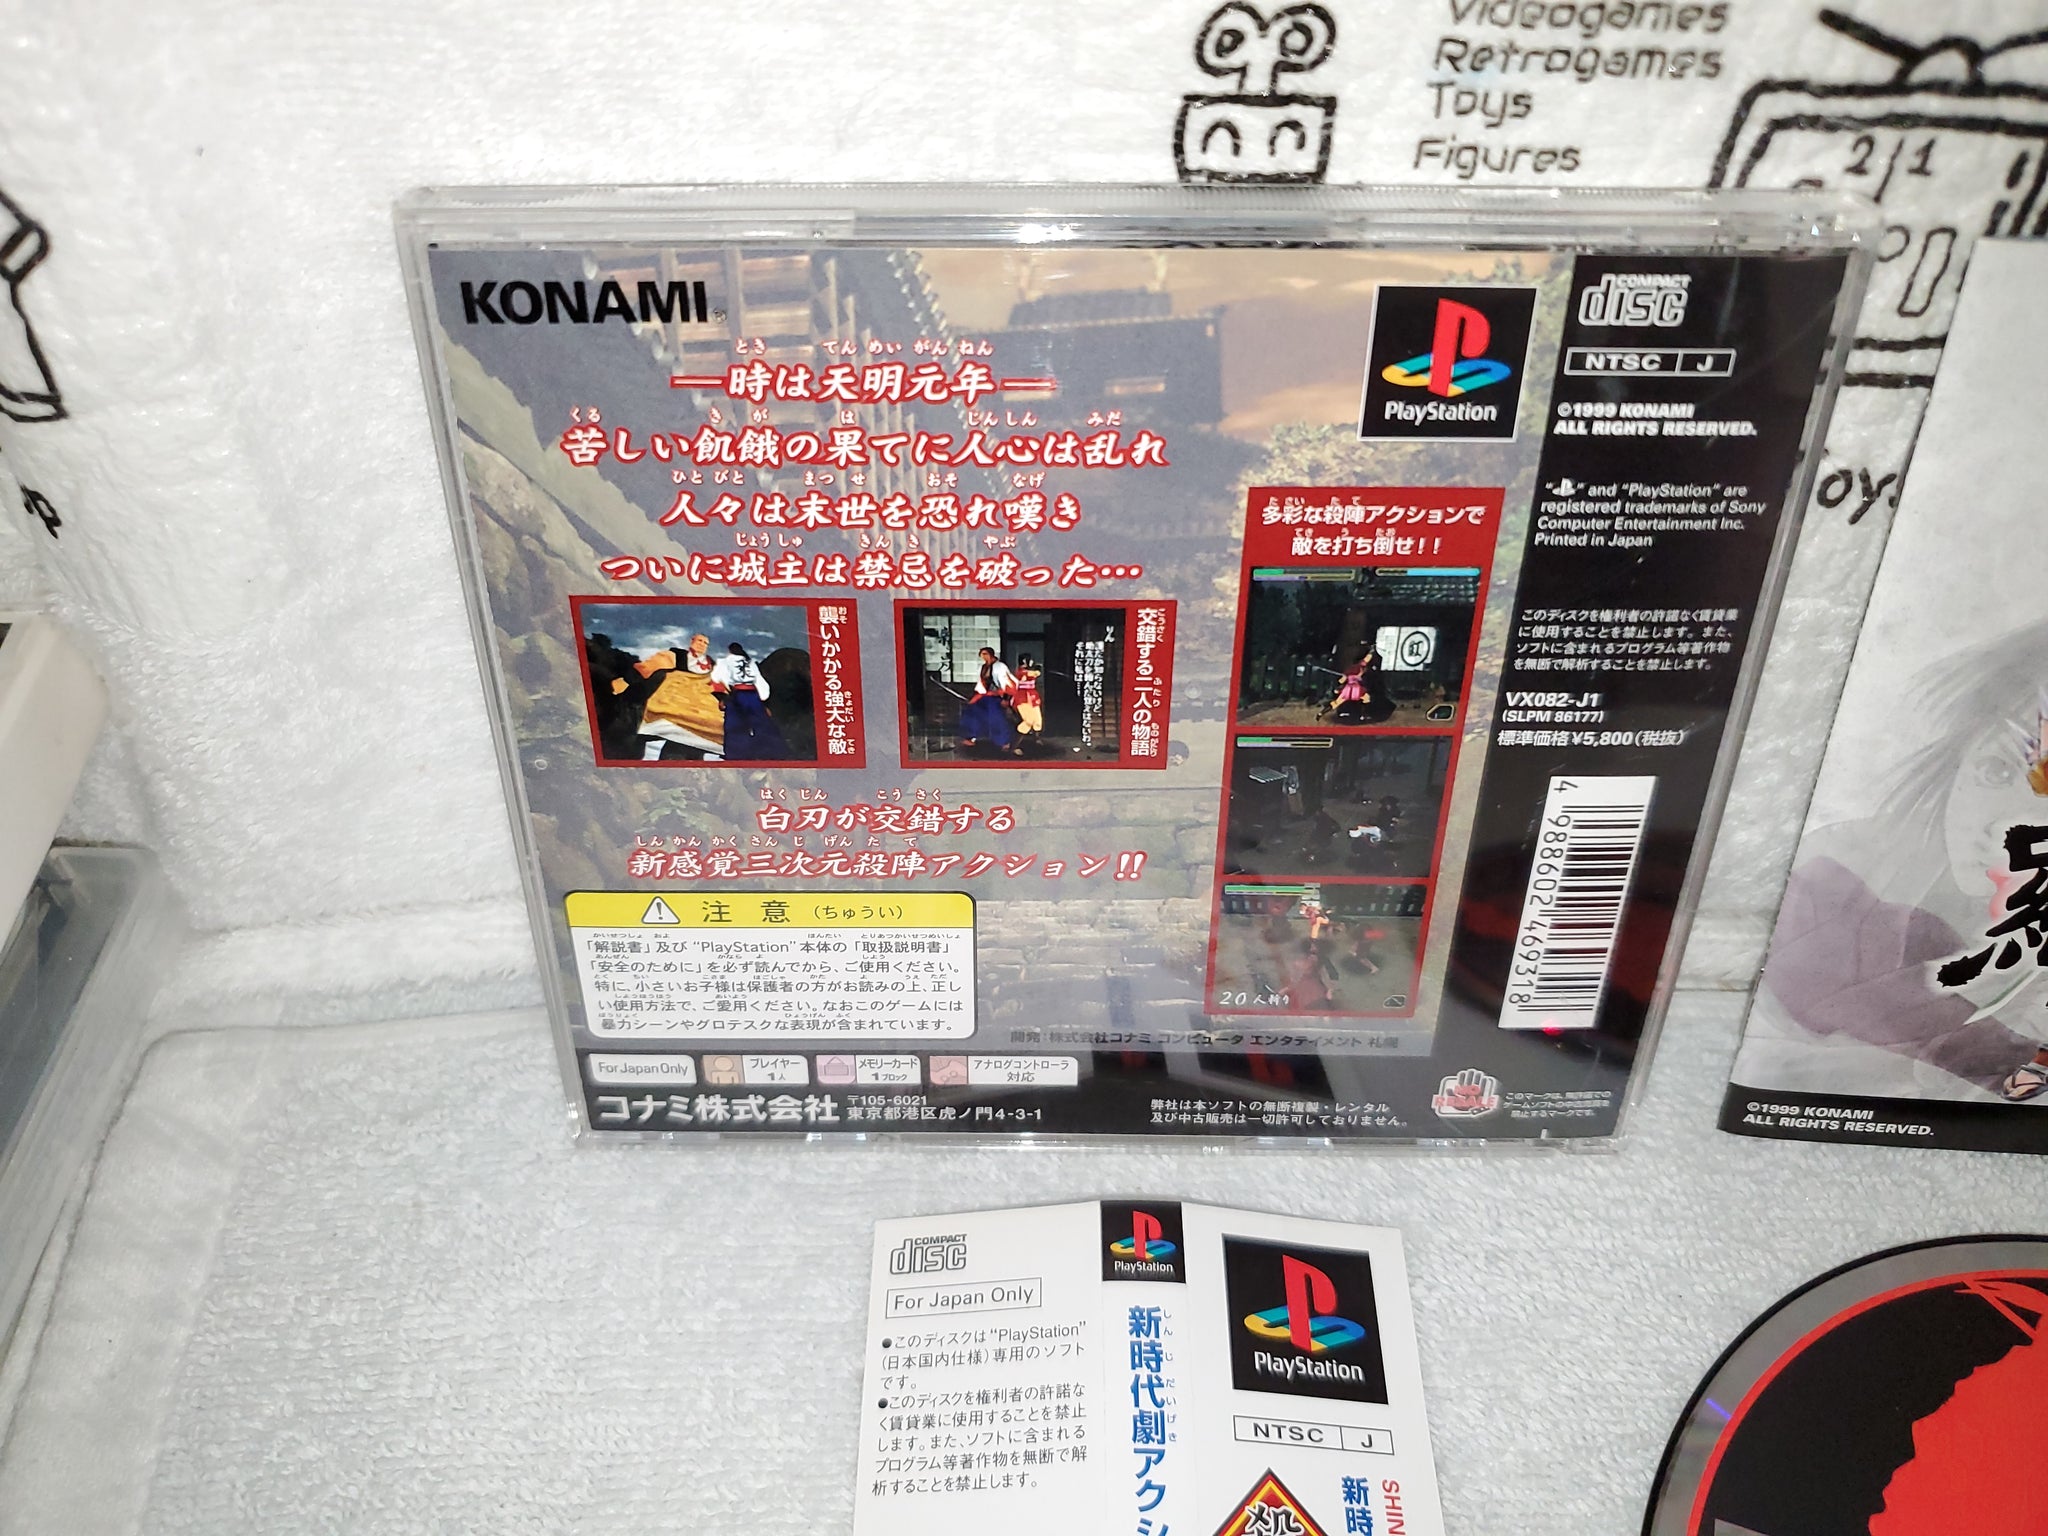 Videogames
Retrogames
Toys
Figures
2/1
KONAMI
時は天明元年
苦しい飢餓の果てに人心は乱れ
人々は末世を恐れ嘆き
ついに城主は禁忌を破った…
襲いかかる強大な敵
交錯する二人の物語
白刃が交錯する
新感覚三次元殺陣アクション!!
PlayStation
多彩な殺陣アクションで
敵を打ち倒せ!!
20人斬り
注意(ちゅうい)
「解説書」及び“PlayStation”本体の「取扱説明書」
「安全のために」を必ず読んでから、ご使用ください。
特に、小さいお子様は保護者の方がお読みの上、正し
い使用方法で、ご愛用ください。なおこのゲームには
暴力シーンやグロテスクな表現が含まれています。
開発:株式会社コナミ コンピュータ エンタテイメント 札幌
For Japan Only
プレイヤー
1人
メモリーカード
1ブロック
アナログコントローラ
対応
コナミ株式会社
〒105-6021
東京都港区虎ノ門4-3-1
弊社は本ソフトの無断複製・レンタル
及び中古販売は一切許可しておりません。
COMPACT
disc
NTSC J
©1999 KONAMI
ALL RIGHTS RESERVED.
“ ” and “PlayStation” are
registered trademarks of Sony
Computer Entertainment Inc.
Printed in Japan
このディスクを権利者の許諾なく賃貸業
に使用することを禁止します。また、
ソフトに含まれるプログラム等著作物
を無断で解析することを禁止します。
VX082-J1
(SLPM 86177)
標準価格¥5,800(税抜)
4 988602 469318
©1999 KONAMI
ALL RIGHTS RESERVED.
COMPACT
disc
For Japan Only
●このディスクは“PlayStation”
(日本国内仕様)専用のソフト
です。
●このディスクを権利者の許諾な
く賃貸業に使用することを禁止
します。また、ソフトに含まれる
プログラム等著作物を無断で解
析することを禁止します。
PlayStation
新時代劇アクシ
PlayStation
NTSC J
新時
SHIN